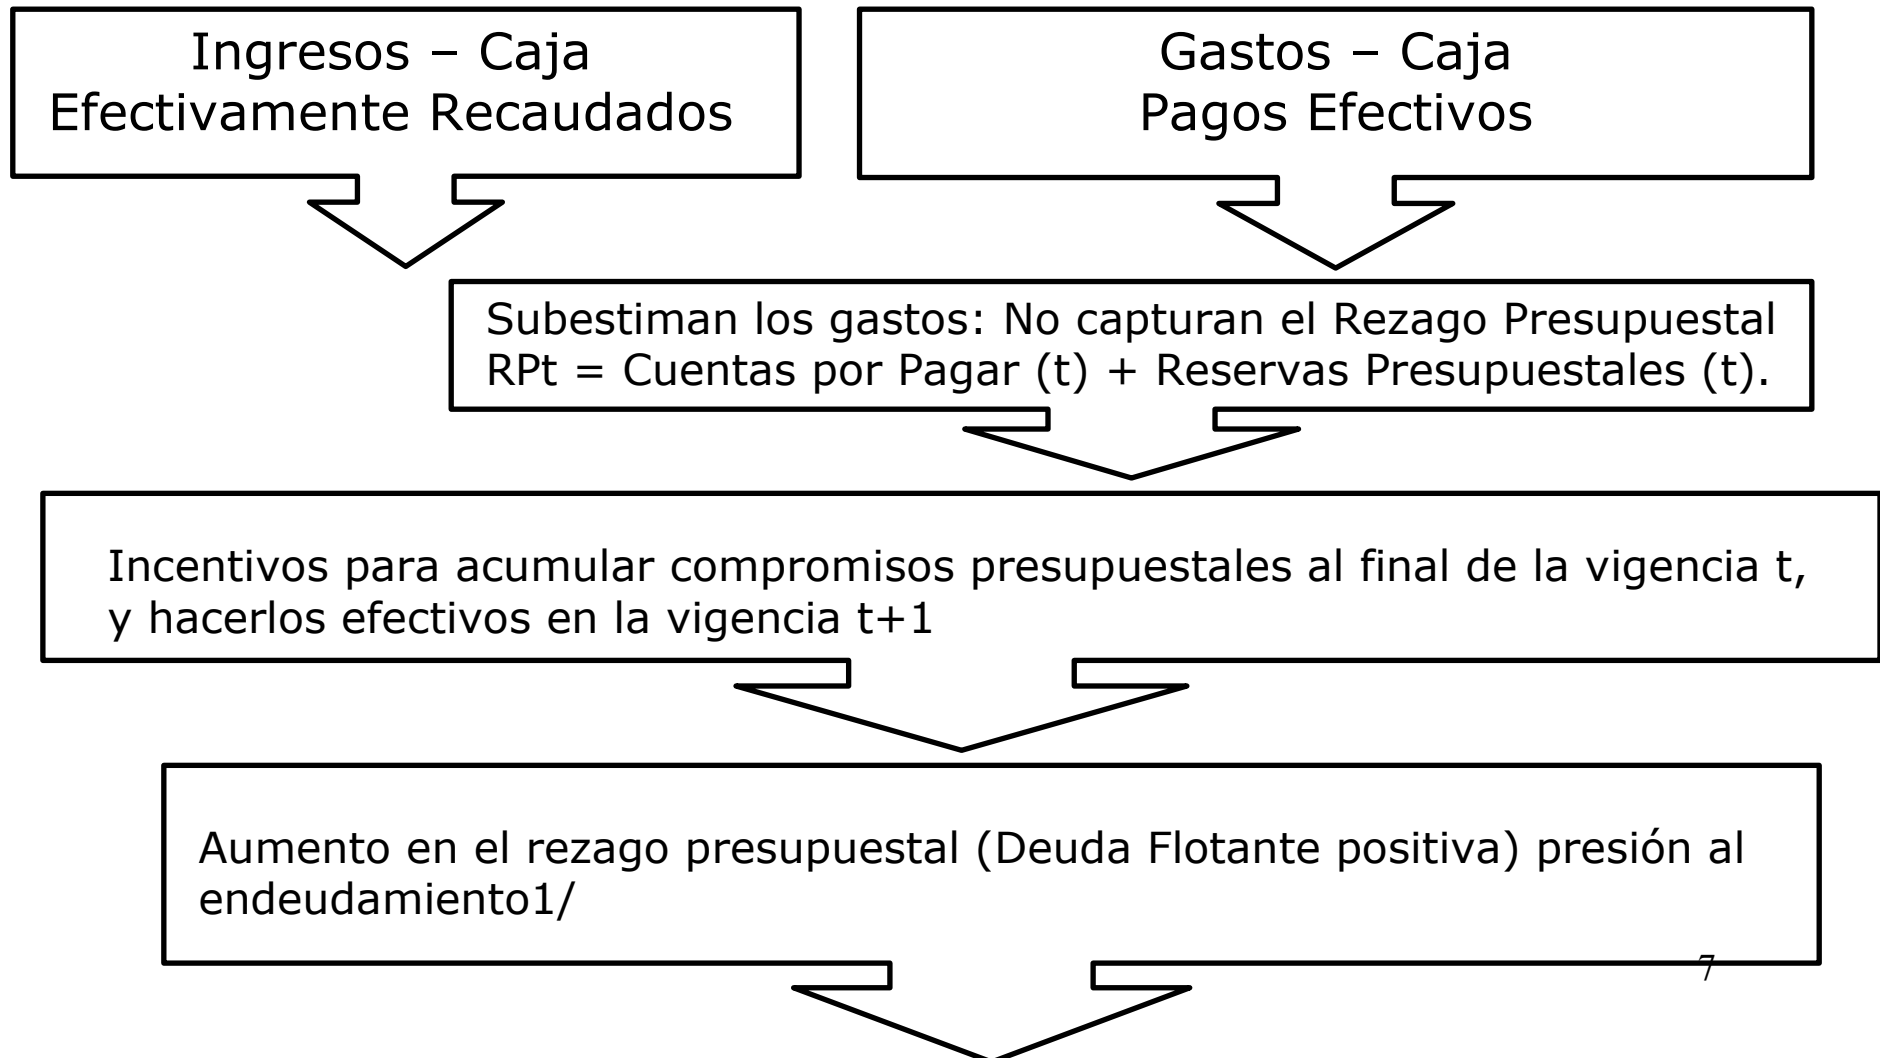 Ingresos – Caja
Efectivamente Recaudados
Gastos – Caja
Pagos Efectivos
Subestiman los gastos: No capturan el Rezago Presupuestal
RPt = Cuentas por Pagar (t) + Reservas Presupuestales (t).
Incentivos para acumular compromisos presupuestales al final de la vigencia t,
y hacerlos efectivos en la vigencia t+1
Aumento en el rezago presupuestal (Deuda Flotante positiva) presión al
endeudamiento1/
7